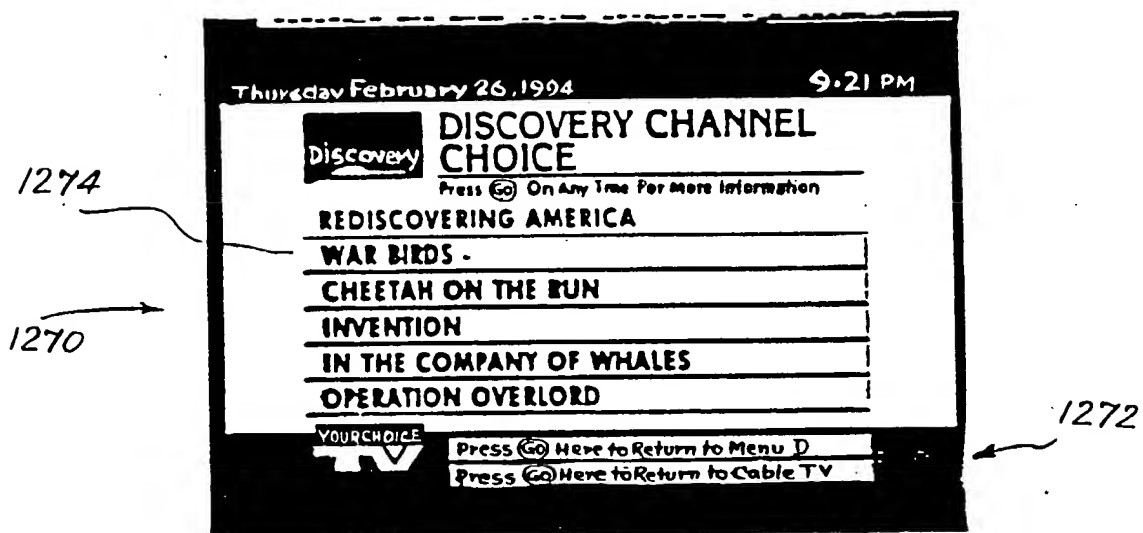 Thursday February 26, 1994 9:21 PM
Discovery
DISCOVERY CHANNEL
CHOICE
Press Go On Any Time For More Information
1274
REDISCOVERING AMERICA
WAR BIRDS -
CHEETAH ON THE RUN
1270
INVENTION
IN THE COMPANY OF WHALES
OPERATION OVERLORD
1272
YOUR CHOICE
TV
Press Go Here to Return to Menu D
Press Go Here to Return to Cable TV